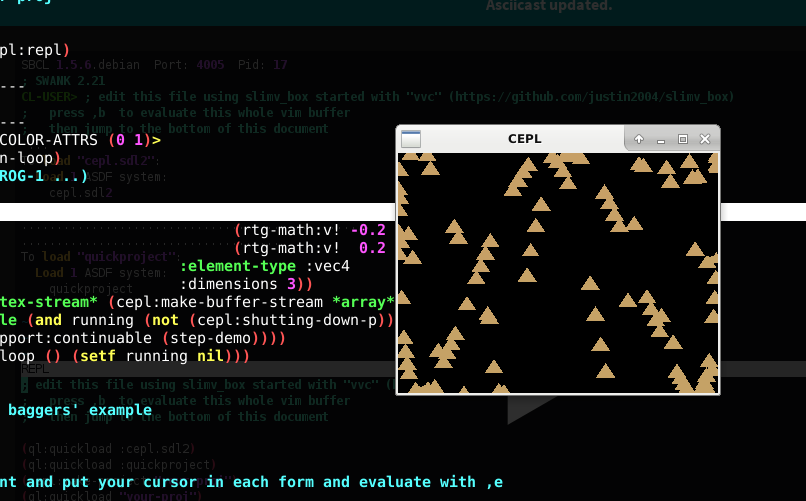 Asciicast updated.
pl:repl)
SBCL 1.5.6.debian Port: 4005 Pid: 17
---
; SWANK 2.21
CL-USER> ; edit this file using slimv_box started with "vvc" (https://github.com/justin2004/slimv_box)
; press ,b to evaluate this whole vim buffer
---
; then jump to the bottom of this document
COLOR-ATTRS (0 1)>
n-loop)
load "cepl.sdl2":
ROG-1 ...)
Load 1 ASDF system:
cepl.sdl2
CEPL
(rtg-math:v! -0.2
(rtg-math:v! 0.2
To load "quickproject":
:element-type :vec4
Load 1 ASDF system:
:dimensions 3))
quickproject
tex-stream* (cepl:make-buffer-stream *array*
le (and running (not (cepl:shutting-down-p))
pport:continuable (step-demo))))
loop () (setf running nil)))
REPL
; edit this file using slimv_box started with "vvc" (
; press ,b to evaluate this whole vim buffer
baggers' example
; then jump to the bottom of this document
(ql:quickload :cepl.sdl2)
(ql:quickload :quickproject)
nt and put your cursor in each form and evaluate with ,e
"your-proj"